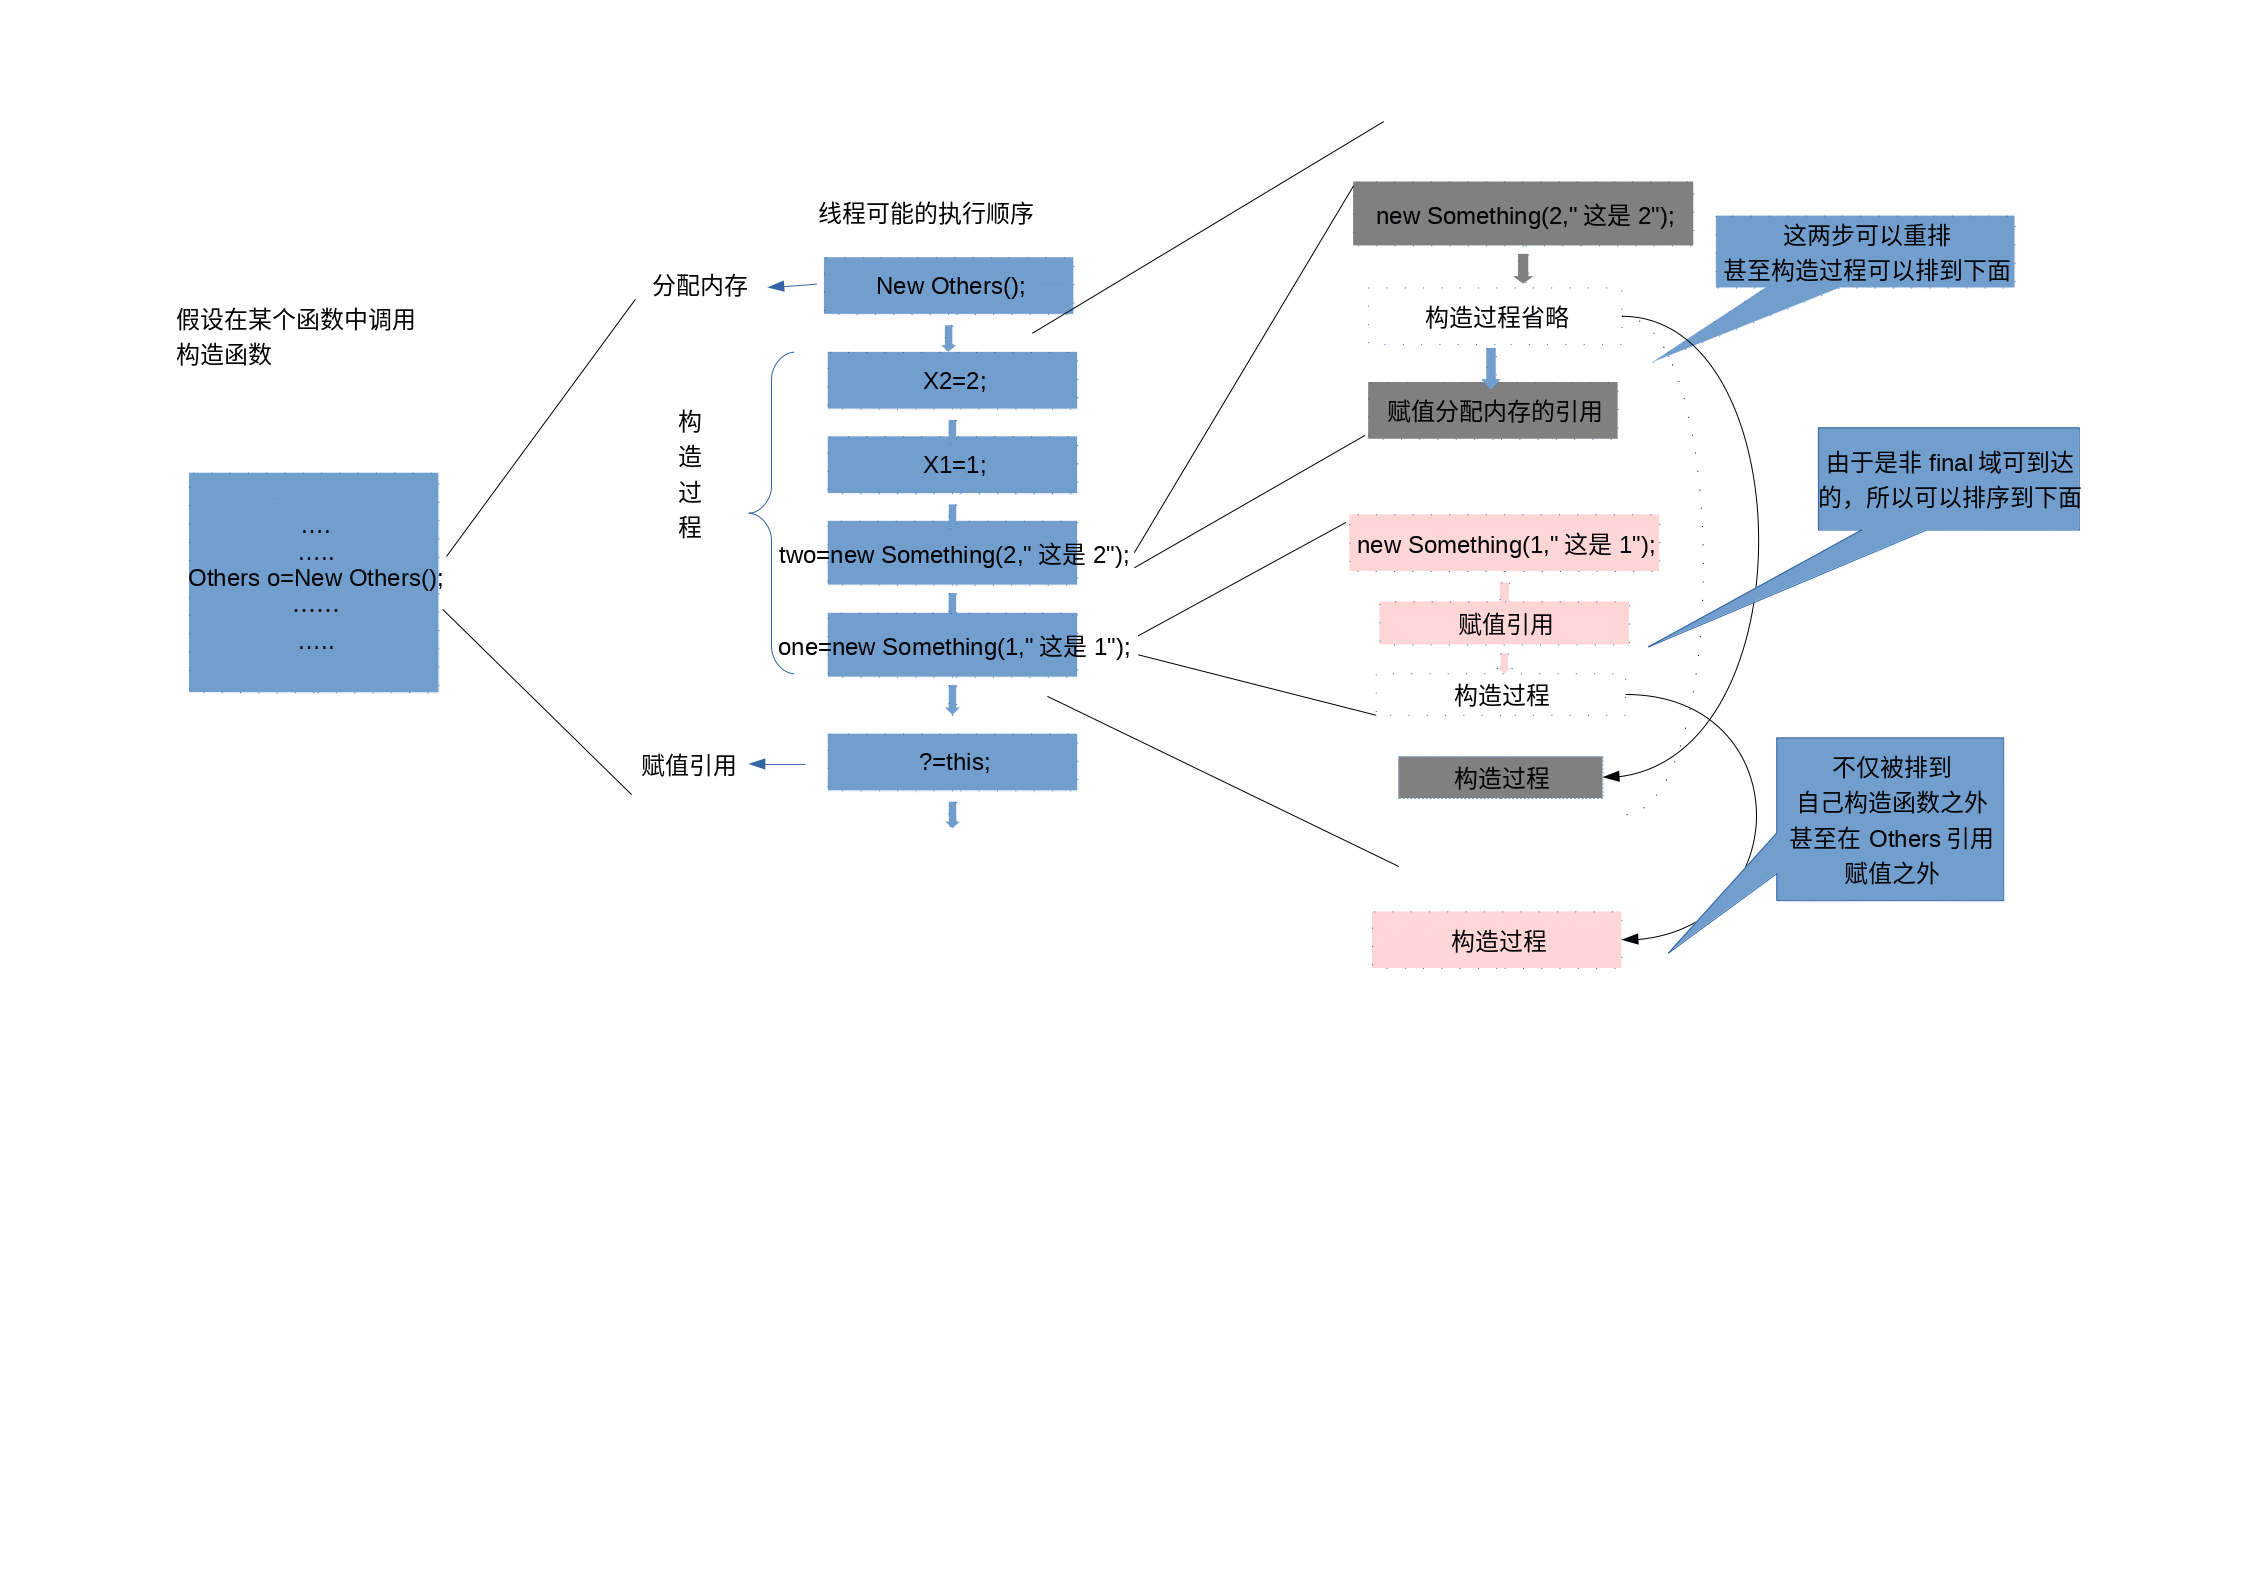 假设在某个函数中调用
构造函数
….
…..
Others o=New Others();
……
…..
线程可能的执行顺序
分配内存
New Others();
构
造
过
程
X2=2;
X1=1;
two=new Something(2," 这是 2");
one=new Something(1," 这是 1");
赋值引用
?=this;
new Something(2," 这是 2");
构造过程省略
赋值分配内存的引用
这两步可以重排
甚至构造过程可以排到下面
new Something(1," 这是 1");
赋值引用
构造过程
由于是非 final 域可到达
的，所以可以排序到下面
构造过程
不仅被排到
自己构造函数之外
甚至在 Others 引用
赋值之外
构造过程